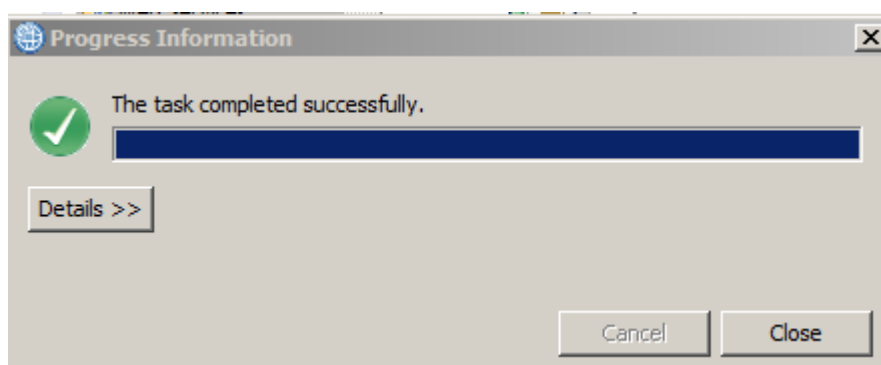 Progress Information
The task completed successfully.
Details >>
Cancel
Close